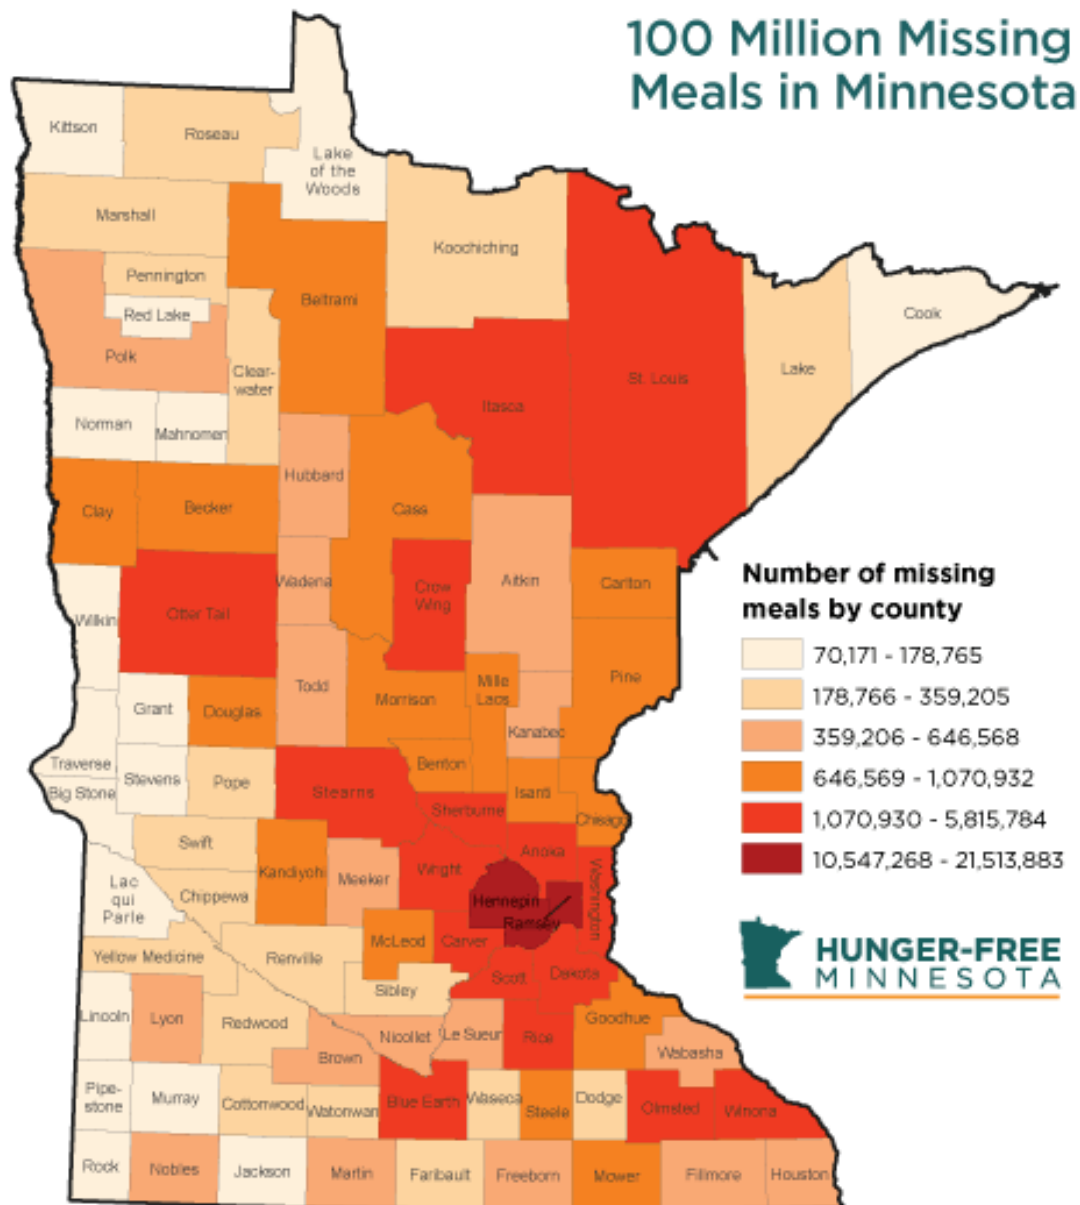 100 Million Missing
Meals in Minnesota
Kittson
Roseau
Lake
of the
Woods
Marshall
Koochiching
Pennington
Beltrami
Red Lake
Cook
Polk
Clear-
water
Lake
St. Louis
Itasca
Norman
Mahnomen
Hubbard
Clay
Becker
Cass
Wadena
Crow
Wing
Aitkin
Carlton
Wilkin
Otter Tail
Number of missing
meals by county
70,171 - 178,765
178,766 - 359,205
359,206 - 646,568
646,569 - 1,070,932
1,070,930 - 5,815,784
10,547,268 - 21,513,883
Grant
Douglas
Todd
Morrison
Mille
Lacs
Pine
Kanabec
Traverse
Big Stone
Stevens
Pope
Stearns
Benton
Isanti
Sherburne
Chisago
Swift
Kandiyohi
Meeker
Wright
Anoka
Washington
Lac
qui
Parle
Chippewa
Hennepin
Ramsey
McLeod
Carver
Yellow Medicine
Renville
Sibley
Scott
Dakota
HUNGER-FREE
MINNESOTA
Lincoln
Lyon
Redwood
Brown
Nicollet
Le Sueur
Rice
Goodhue
Wabasha
Pipe-
stone
Murray
Cottonwood
Watonwan
Blue Earth
Waseca
Steele
Dodge
Olmsted
Winona
Rock
Nobles
Jackson
Martin
Faribault
Freeborn
Mower
Fillmore
Houston